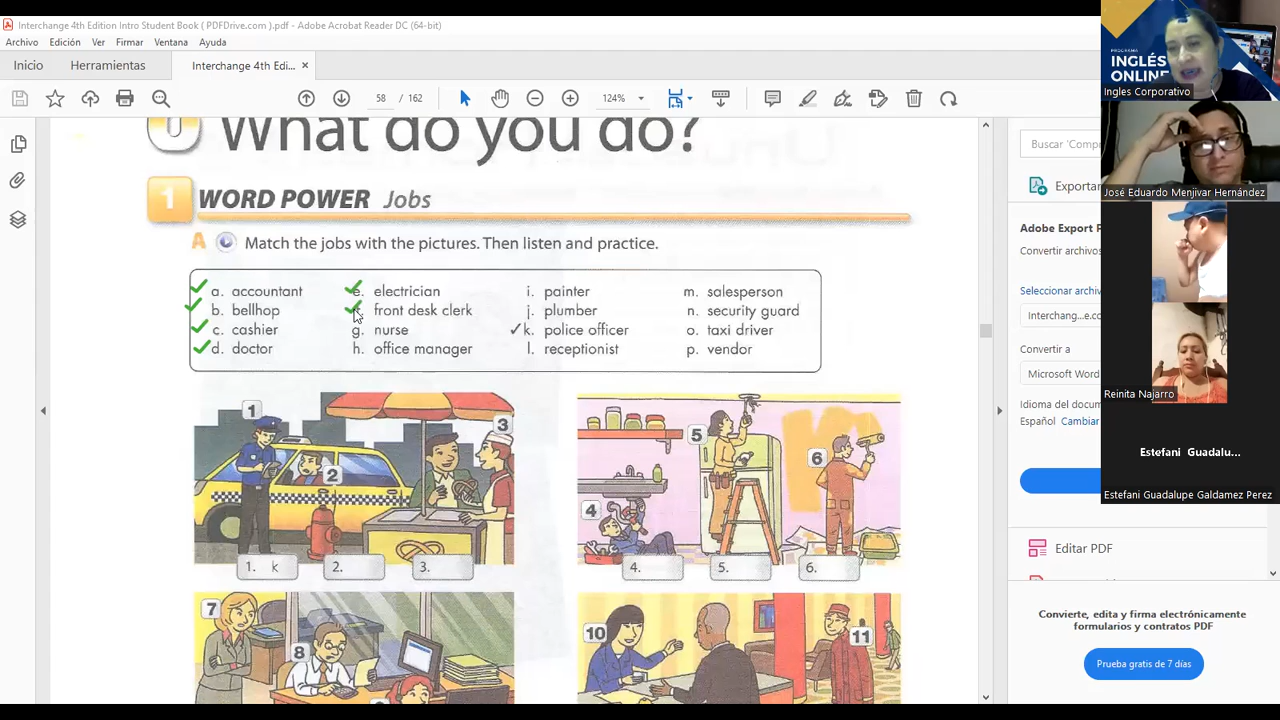 Interchange 4th Edition Intro Student Book ( PDFDrive.com ).pdf - Adobe Acrobat Reader DC (64-bit)
Archivo Edición Ver Firmar Ventana Ayuda
Inicio Herramientas Interchange 4th Edi... ×
58 / 162 124%
What do you do?
1 WORD POWER Jobs
A Match the jobs with the pictures. Then listen and practice.
a. accountant e. electrician i. painter m. salesperson
b. bellhop front desk clerk j. plumber n. security guard
c. cashier g. nurse ✓k. police officer o. taxi driver
d. doctor h. office manager l. receptionist p. vendor
1 2 3
4 5 6
1. k 2. 3. 4. 5. 6.
7 8
10 11
Buscar 'Comp
Exportar
Adobe Export P
Convertir archivos
Seleccionar archiv
Interchang...e.co
Convertir a
Microsoft Word
Idioma del docum
Español Cambiar
Editar PDF
Convierte, edita y firma electrónicamente
formularios y contratos PDF
Prueba gratis de 7 días
PROGRAMA
INGLÉS
ONLINE
Ingles Corporativo
José Eduardo Menjivar Hernández
Reinita Najarro
Estefani Guadalu...
Estefani Guadalupe Galdamez Perez